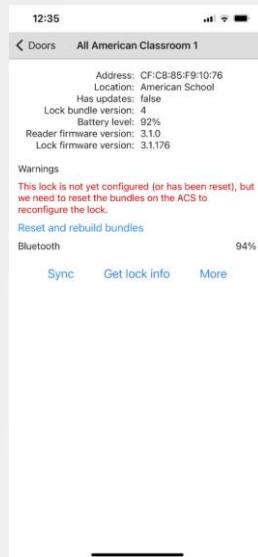 12:35
Doors All American Classroom 1
Address: CF:C8:85:F9:10:76
Location: American School
Has updates: false
Lock bundle version: 4
Battery level: 92%
Reader firmware version: 3.1.0
Lock firmware version: 3.1.176
Warnings
This lock is not yet configured (or has been reset), but
we need to reset the bundles on the ACS to
reconfigure the lock.
Reset and rebuild bundles
Bluetooth 94%
Sync Get lock info More